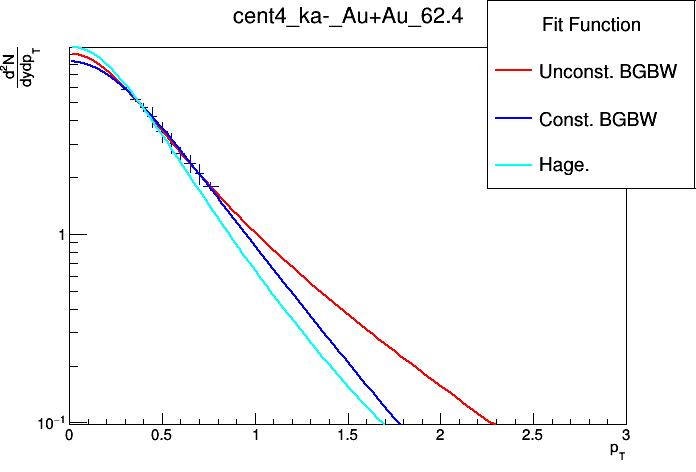 cent4_ka-_Au+Au_62.4
Fit Function
Unconst. BGBW
Const. BGBW
Hage.
d²N
dydp_T
1
10⁻¹
0 0.5 1 1.5 2 2.5 3
p_T